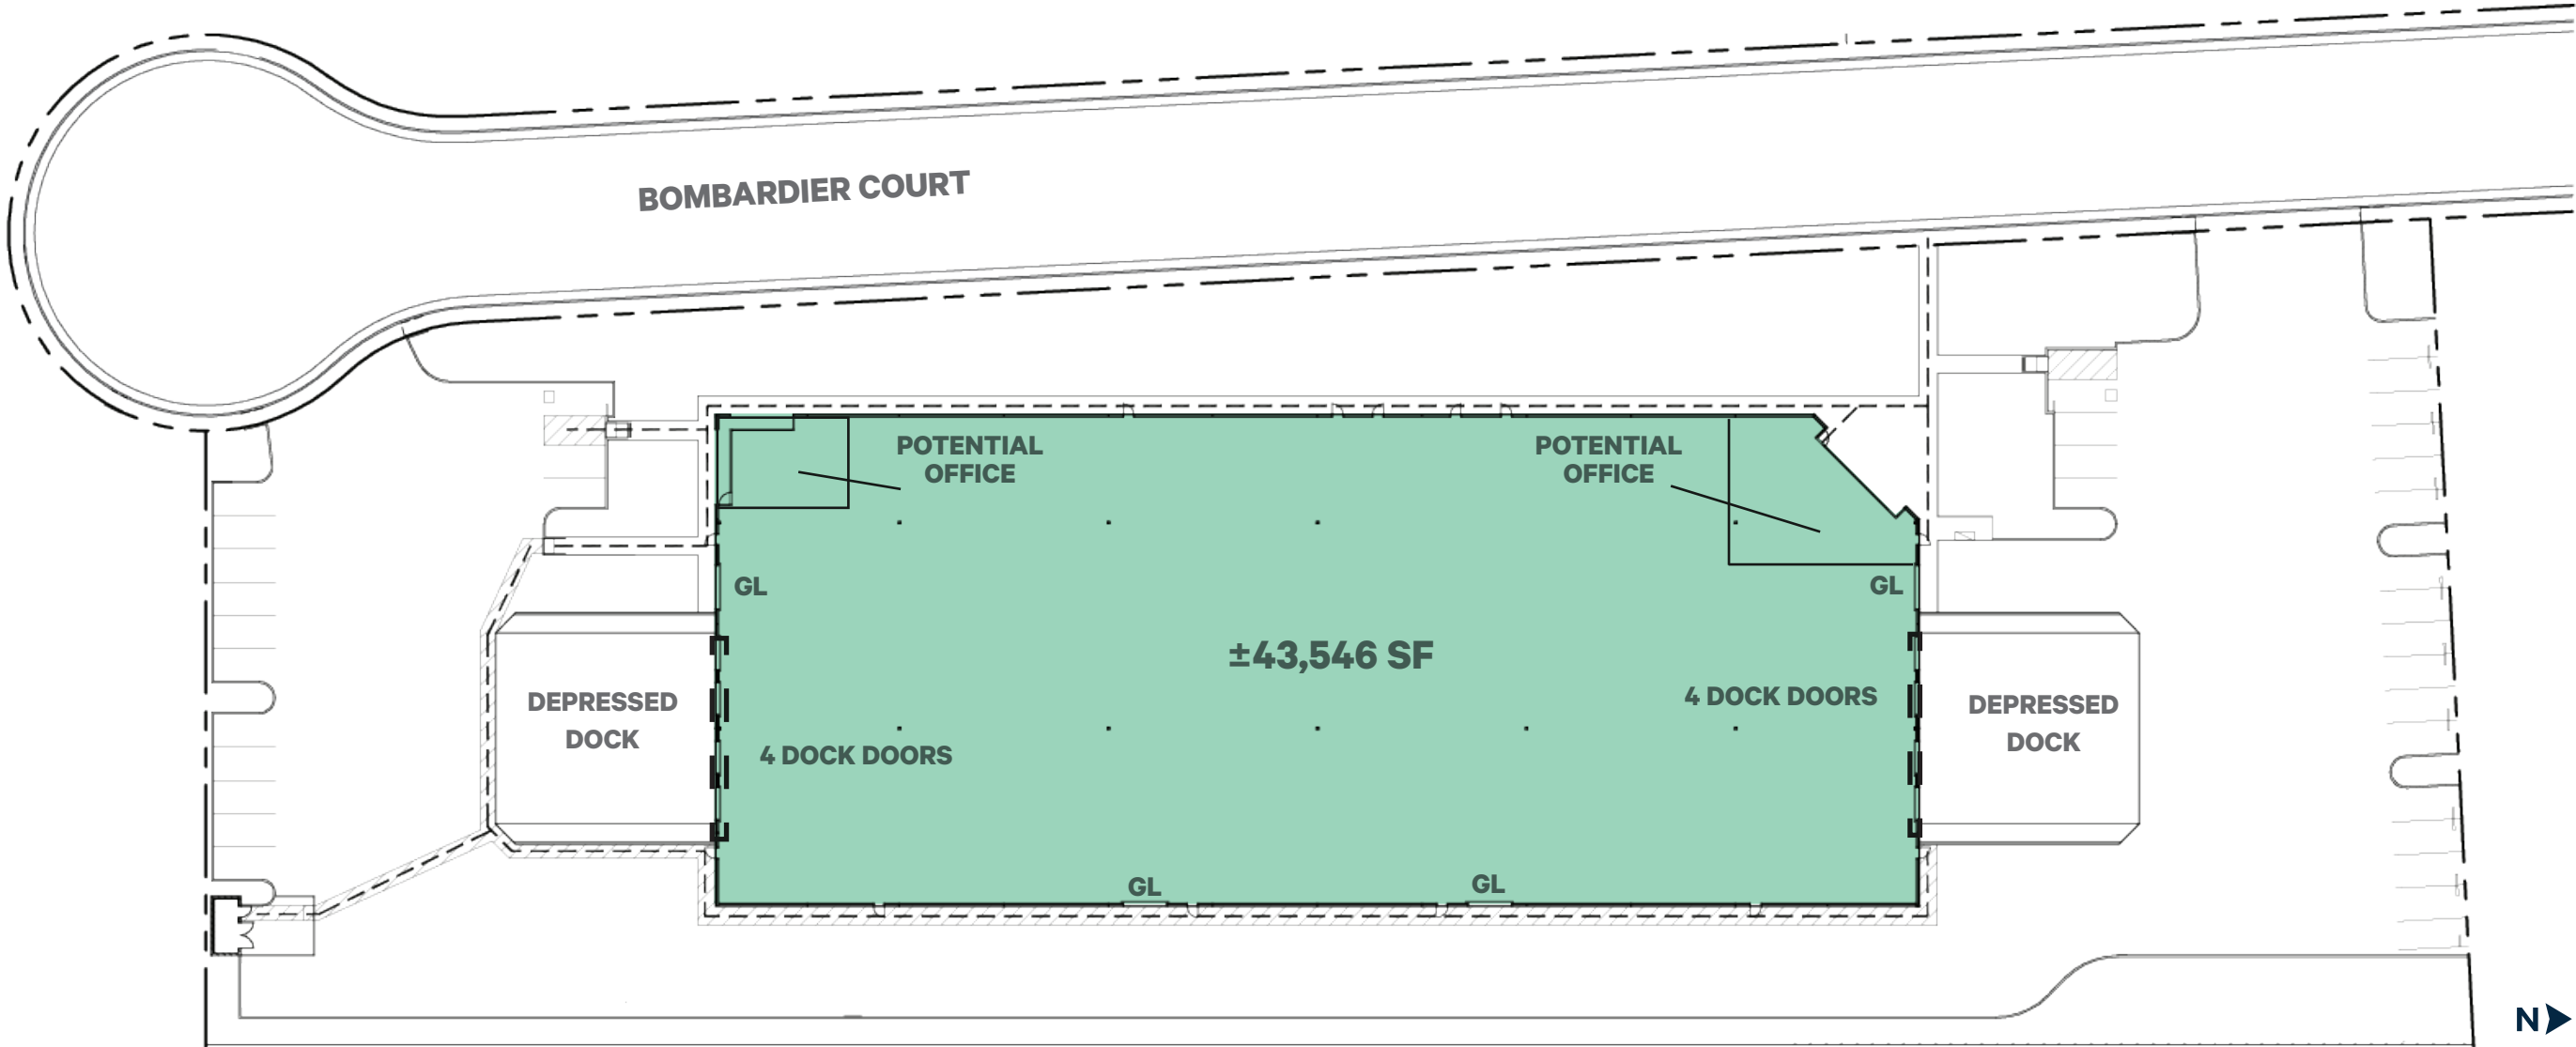 BOMBARDIER COURT
POTENTIAL
OFFICE
POTENTIAL
OFFICE
GL
GL
±43,546 SF
DEPRESSED
DOCK
4 DOCK DOORS
4 DOCK DOORS
DEPRESSED
DOCK
GL
GL
N